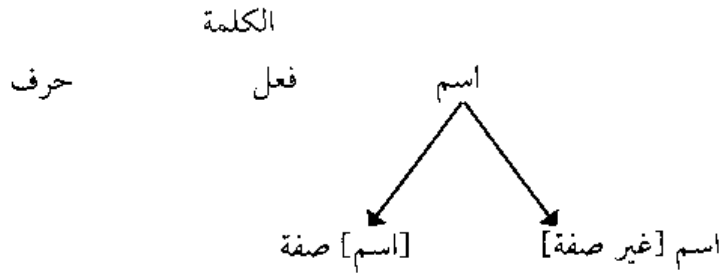 الكلمة
اسم فعل حرف
اسم [غير صفة] [اسم] صفة